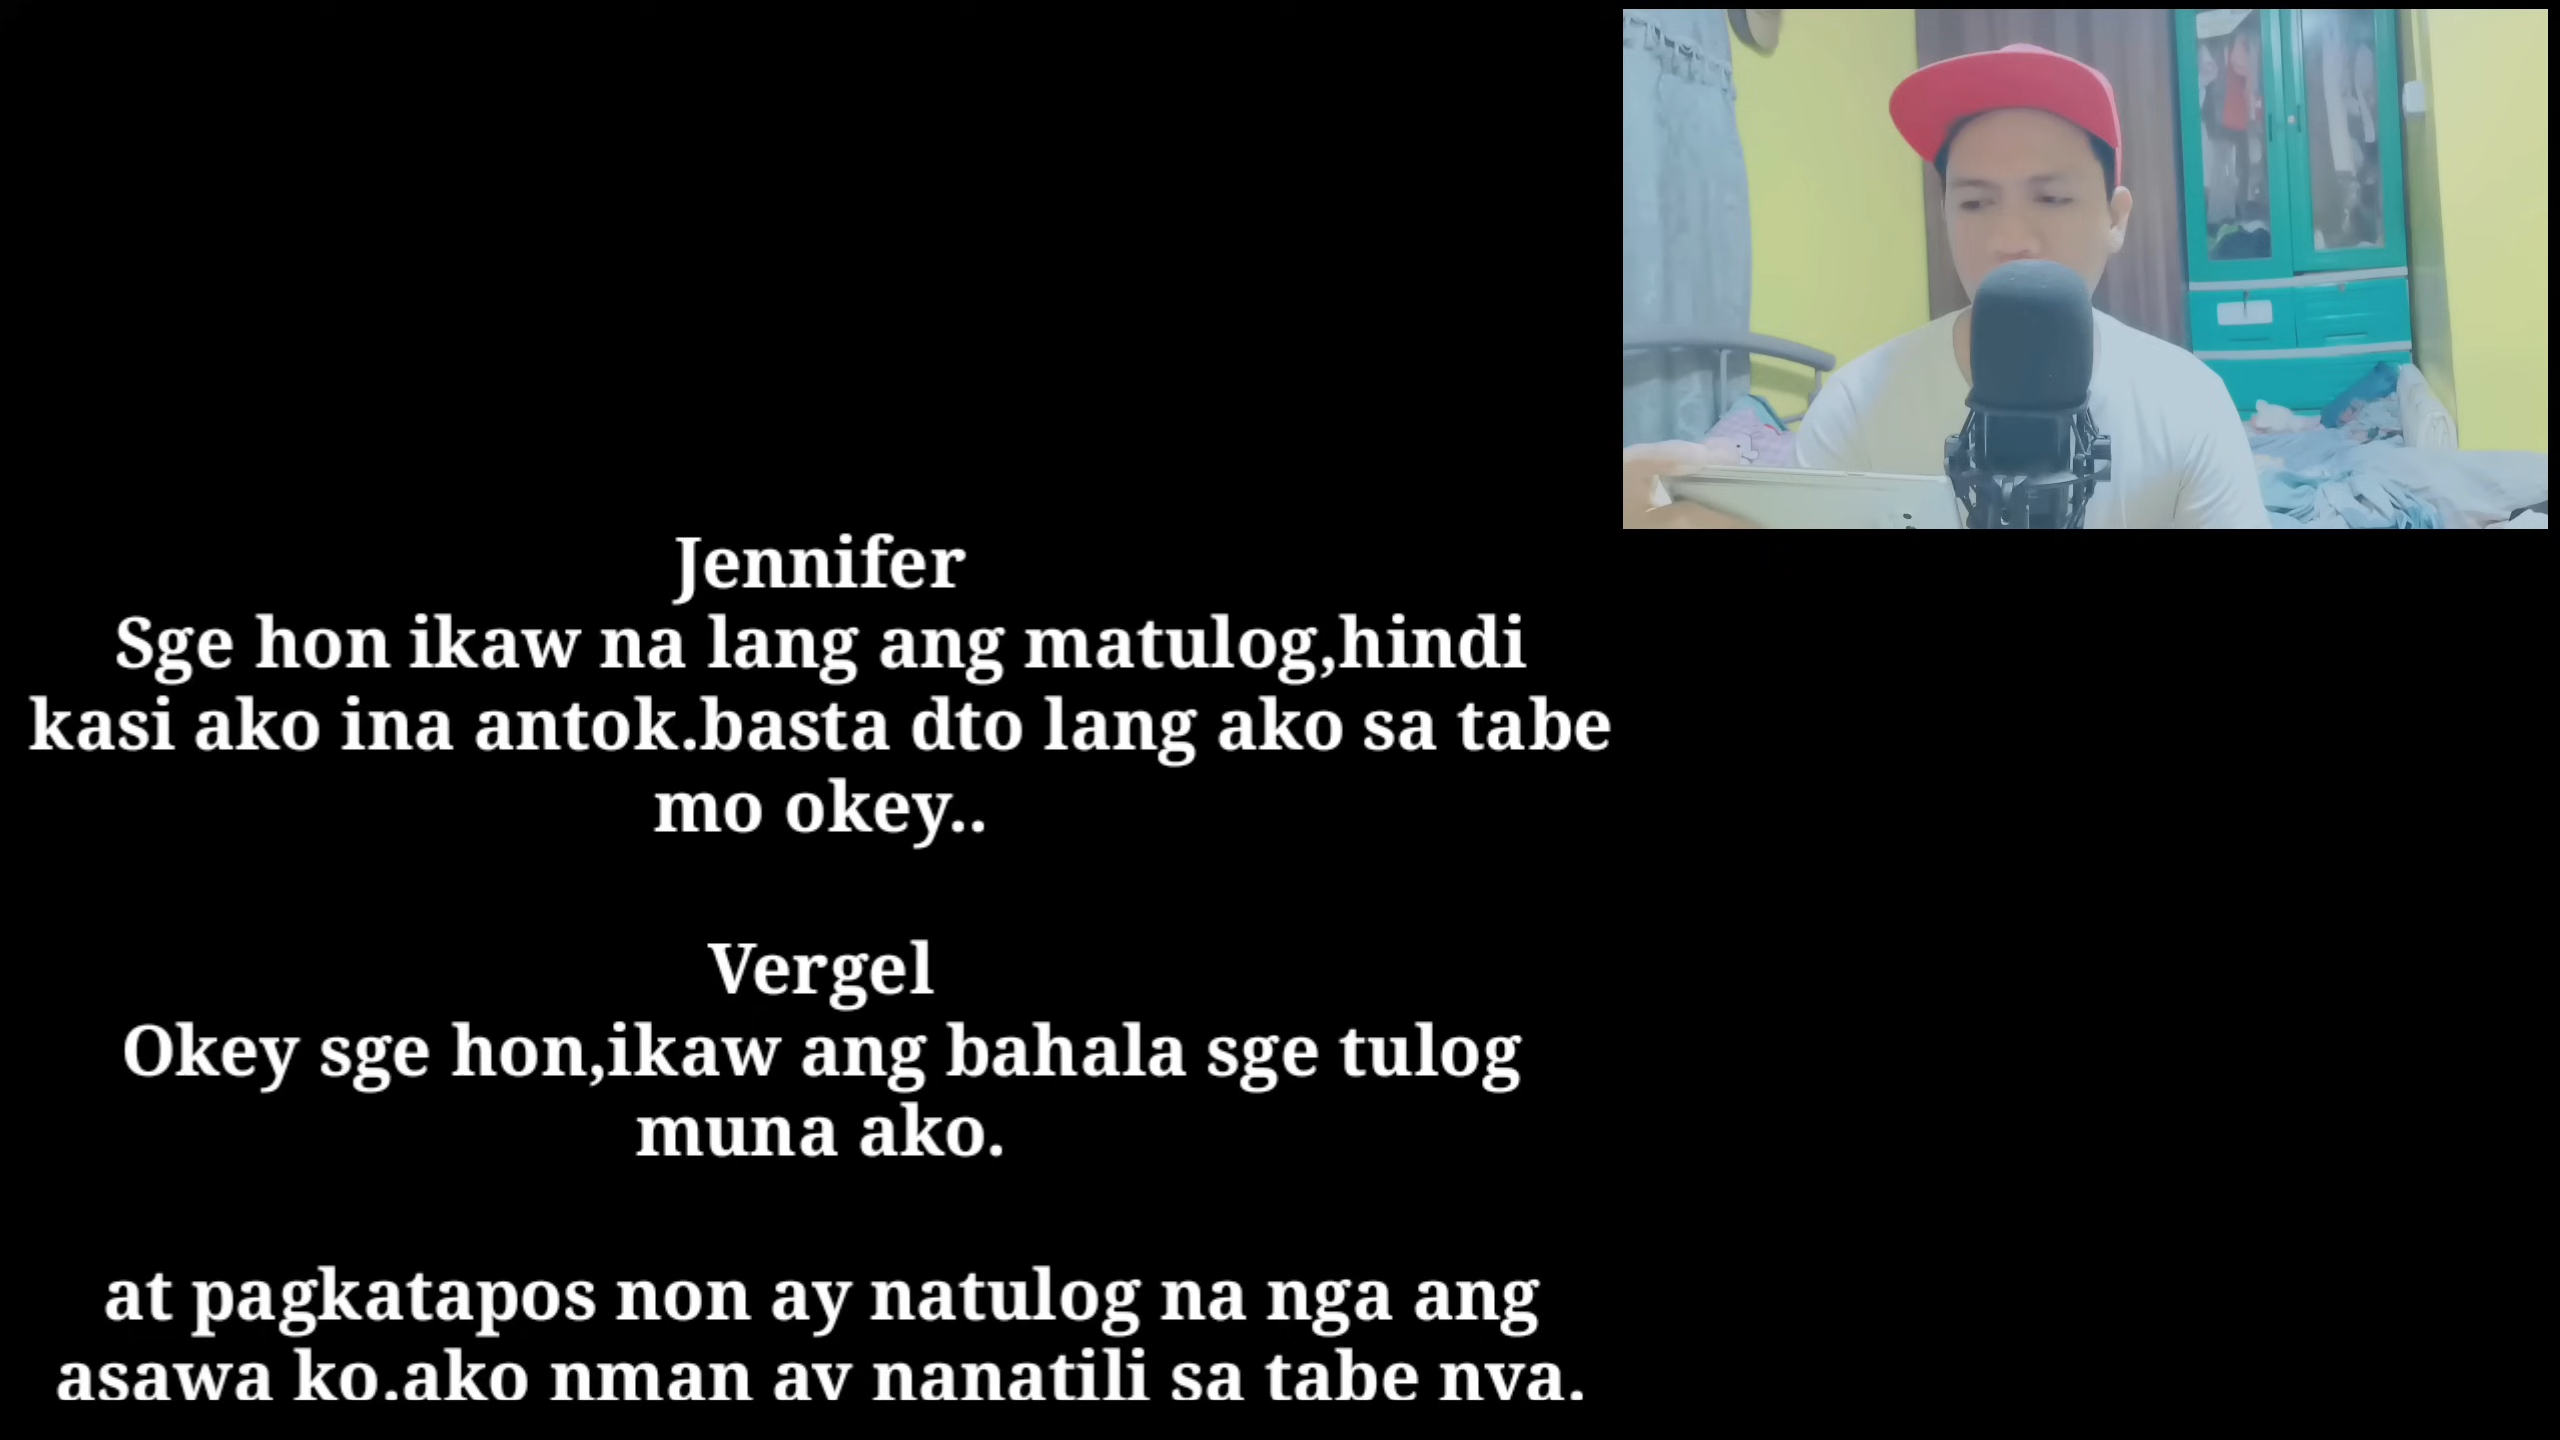 Jennifer
Sge hon ikaw na lang ang matulog,hindi
kasi ako ina antok.basta dto lang ako sa tabe
mo okey..
Vergel
Okey sge hon,ikaw ang bahala sge tulog
muna ako.
at pagkatapos non ay natulog na nga ang
asawa ko.ako nman ay nanatili sa tabe nya.